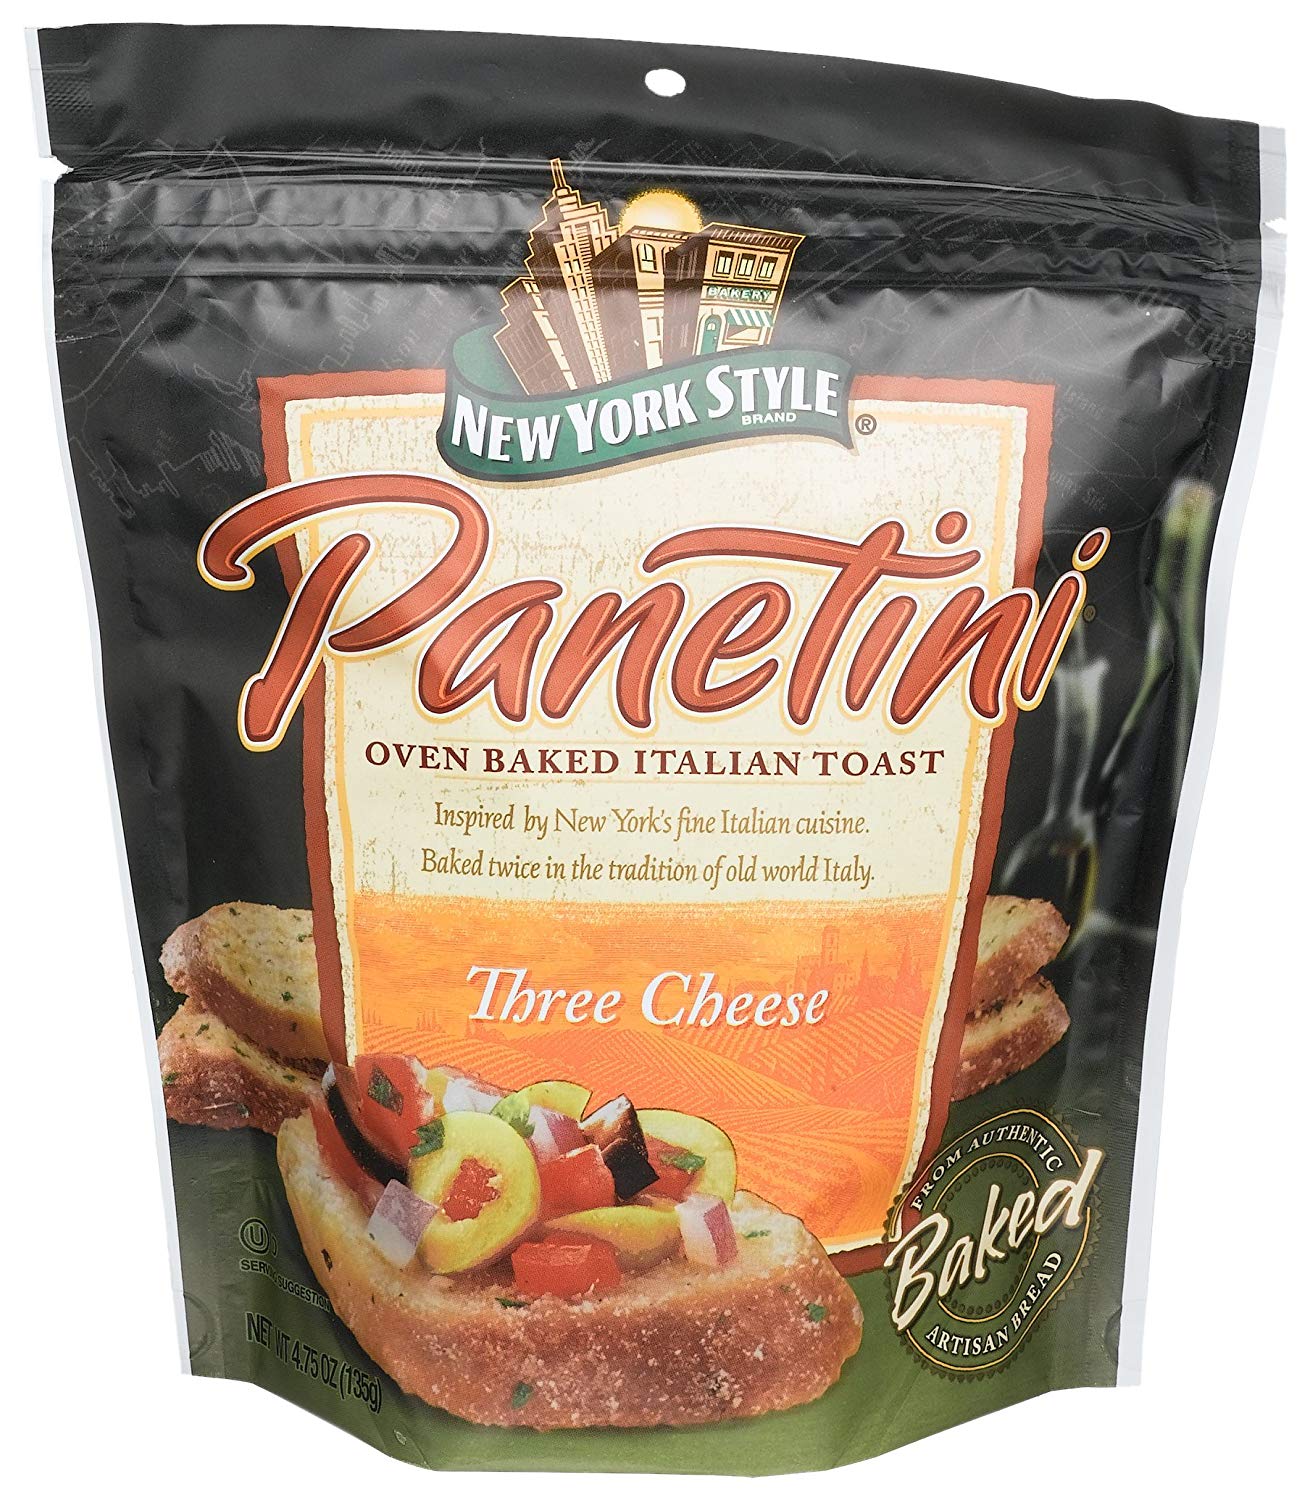 BAKERY
NEW YORK STYLE
BRAND
®
Panetini®
OVEN BAKED ITALIAN TOAST
Inspired by New York's fine Italian cuisine.
Baked twice in the tradition of old world Italy.
Three Cheese
FROM AUTHENTIC
Baked
ARTISAN BREAD
U D
SERVING SUGGESTION
NET WT 4.75 OZ (135g)